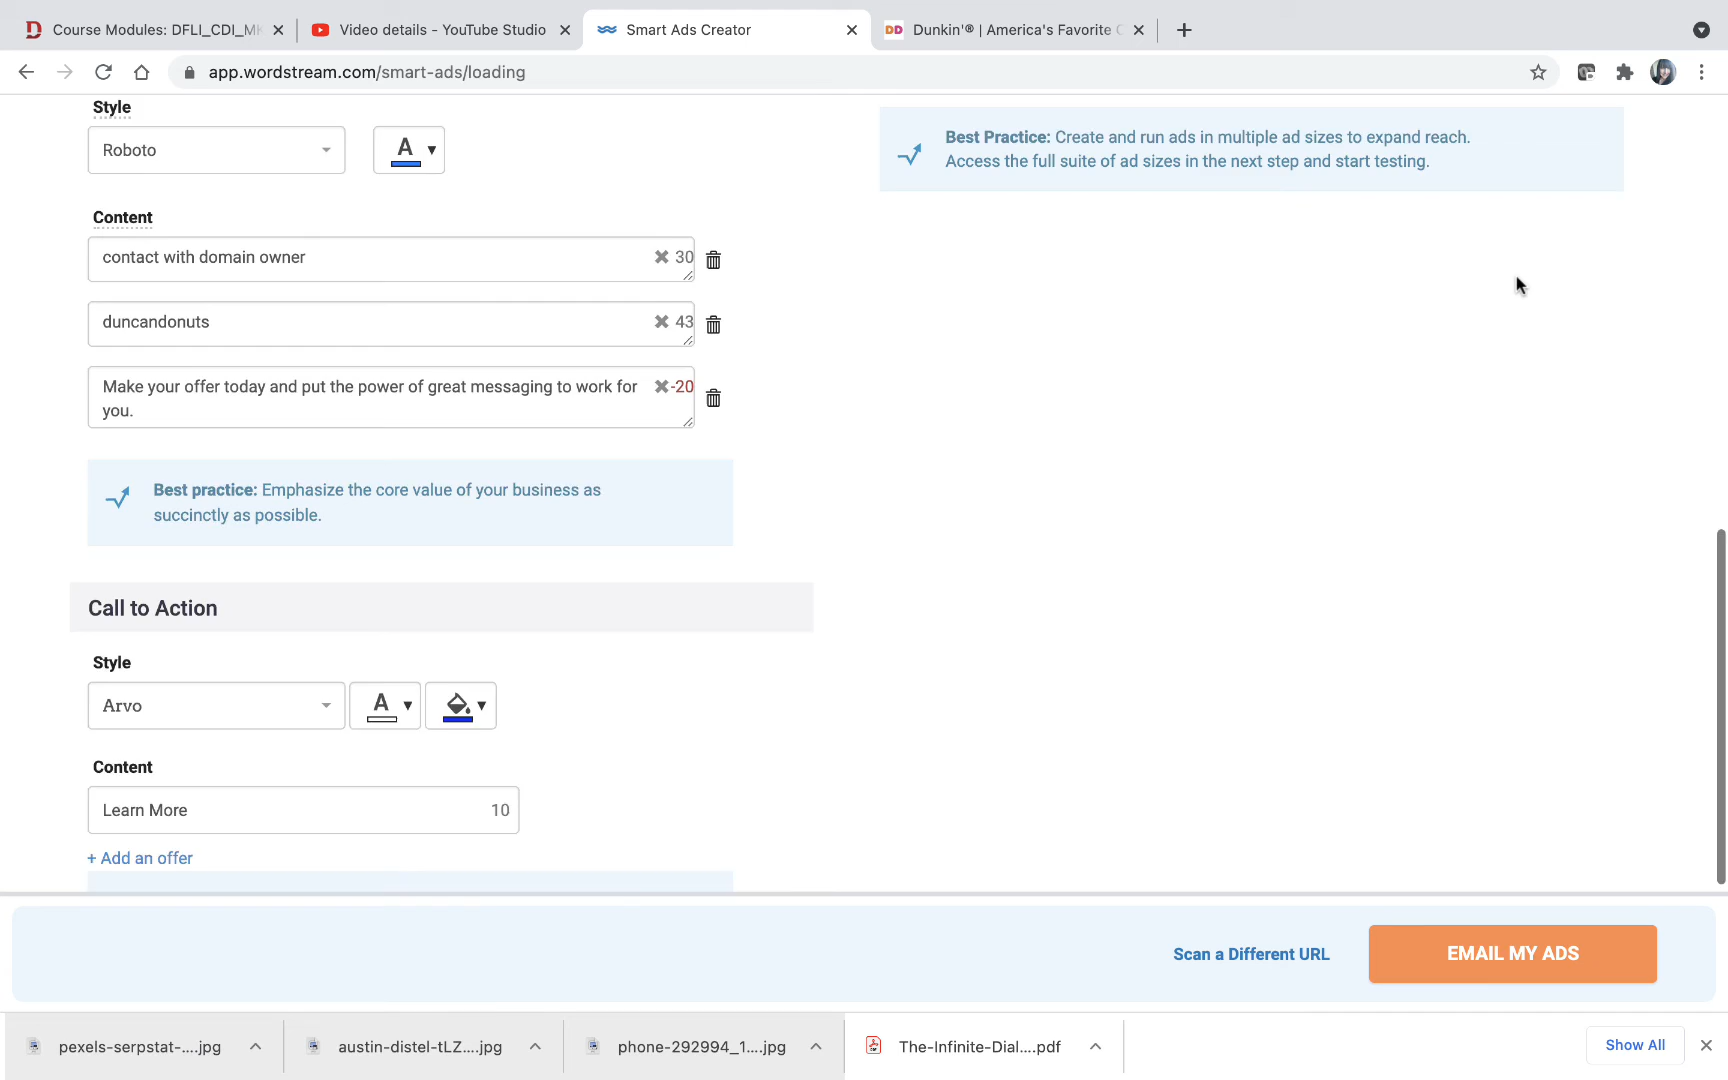 Course Modules: DFLI_CDI_MK
Video details - YouTube Studio
Smart Ads Creator
DD Dunkin'® | America's Favorite C
app.wordstream.com/smart-ads/loading
Style
Roboto
A
Content
contact with domain owner 30
duncandonuts 43
Make your offer today and put the power of great messaging to work for -20
you.
Best practice: Emphasize the core value of your business as
succinctly as possible.
Call to Action
Style
Arvo
A
Content
Learn More 10
+ Add an offer
Best Practice: Create and run ads in multiple ad sizes to expand reach.
Access the full suite of ad sizes in the next step and start testing.
Scan a Different URL
EMAIL MY ADS
pexels-serpstat-....jpg
austin-distel-tLZ....jpg
phone-292994_1....jpg
The-Infinite-Dial....pdf
Show All